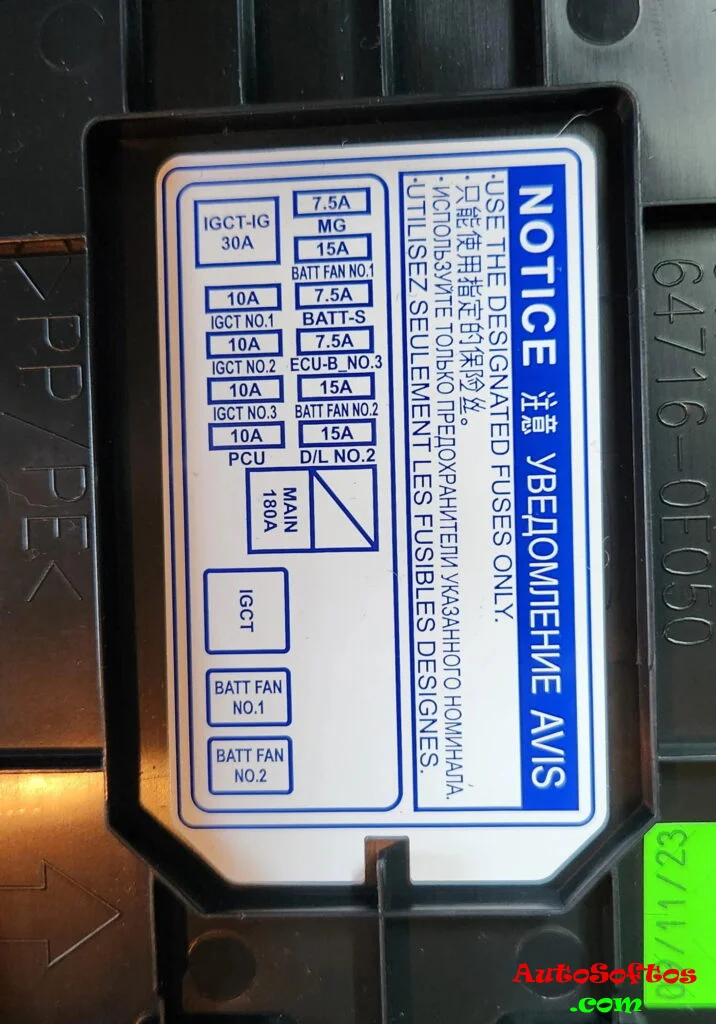 NOTICE 注意 УВЕДОМЛЕНИЕ AVIS
·USE THE DESIGNATED FUSES ONLY.
·只能使用指定的保险丝。
·ИСПОЛЬЗУЙТЕ ТОЛЬКО ПРЕДОХРАНИТЕЛИ УКАЗАННОГО НОМИНАЛА.
·UTILISEZ SEULEMENT LES FUSIBLES DESIGNES.
IGCT-IG
30A
7.5A
MG
15A
BATT FAN NO.1
10A
IGCT NO.1
7.5A
BATT-S
10A
IGCT NO.2
7.5A
ECU-B_NO.3
10A
IGCT NO.3
15A
BATT FAN NO.2
10A
PCU
15A
D/L NO.2
MAIN
180A
IGCT
BATT FAN
NO.1
BATT FAN
NO.2
64716-0E050
>PP/PE<
09/11/23
AutoSoftos
.com